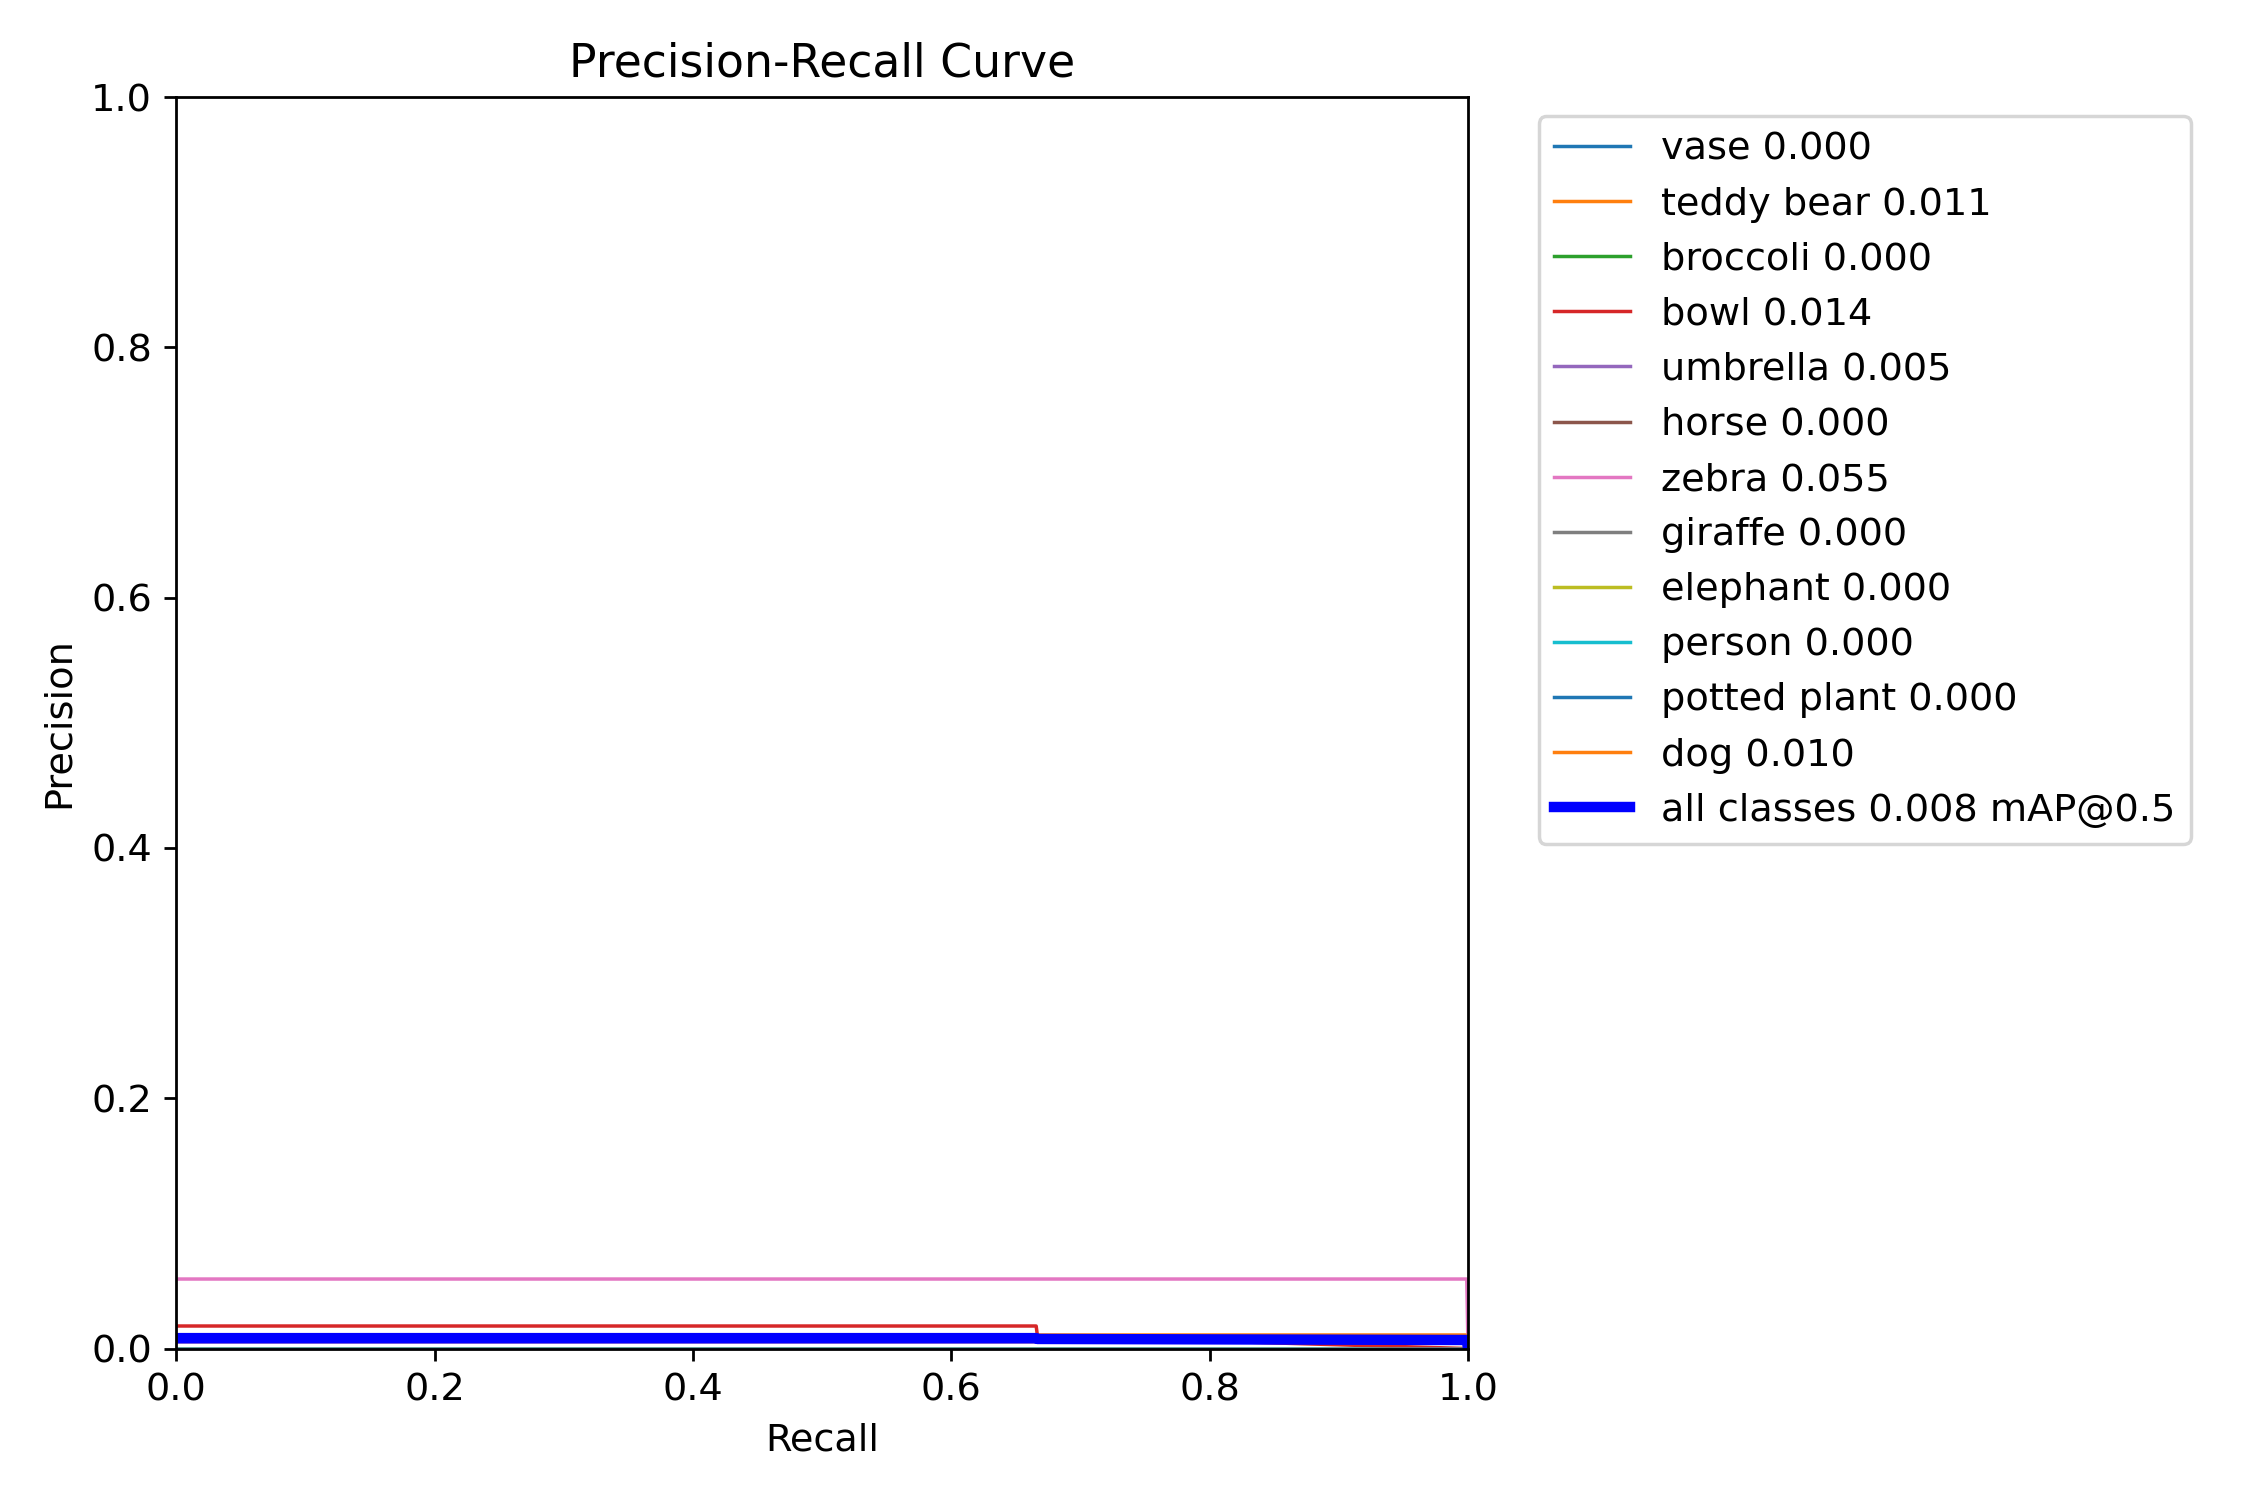 Precision-Recall Curve
1.0
0.8
0.6
0.4
0.2
0.0
Precision
0.0 0.2 0.4 0.6 0.8 1.0
Recall
vase 0.000
teddy bear 0.011
broccoli 0.000
bowl 0.014
umbrella 0.005
horse 0.000
zebra 0.055
giraffe 0.000
elephant 0.000
person 0.000
potted plant 0.000
dog 0.010
all classes 0.008 mAP@0.5